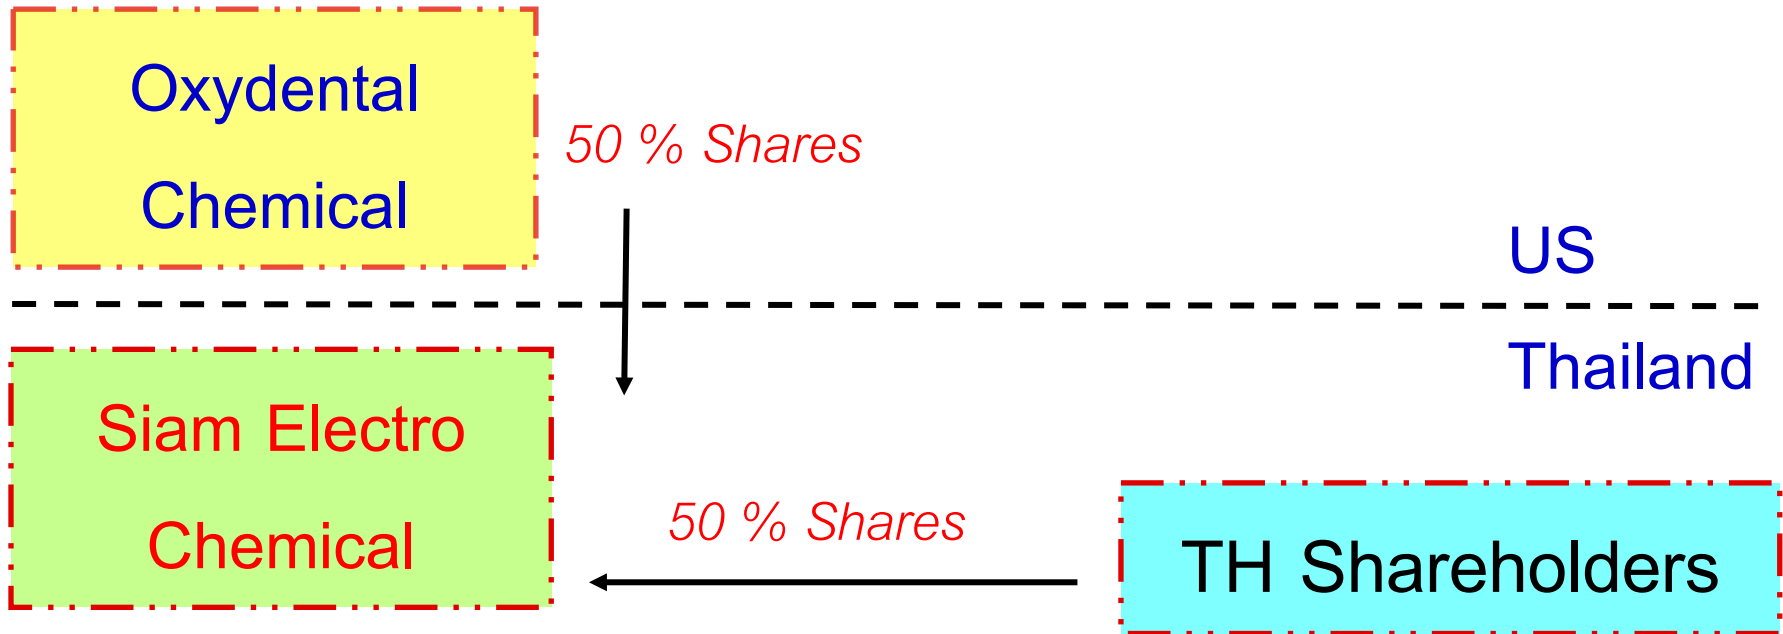 Oxydental
Chemical
50 % Shares
US
Thailand
Siam Electro
Chemical
50 % Shares
TH Shareholders